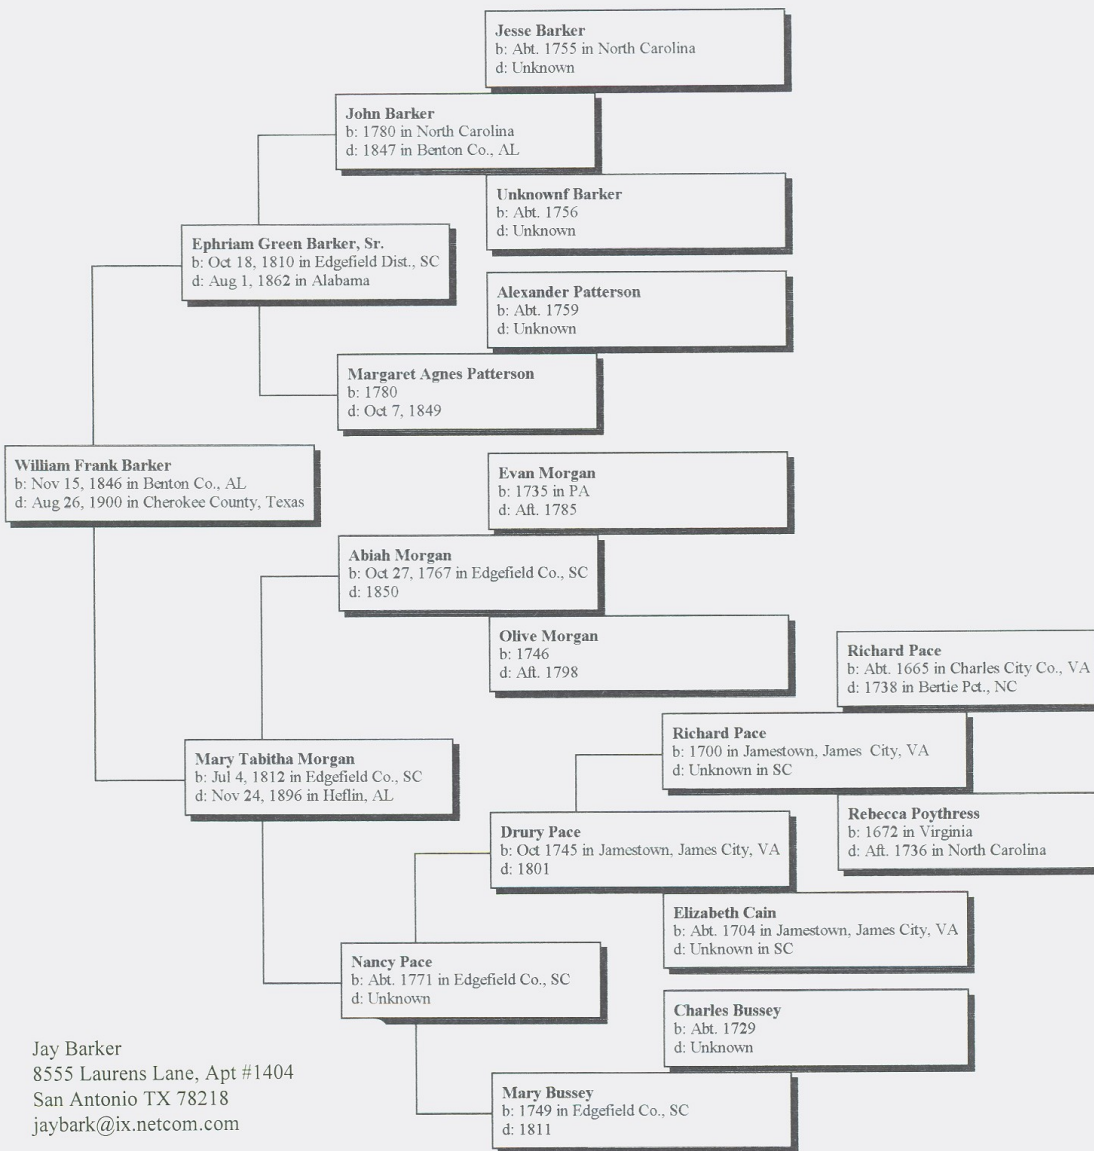 Jesse Barker
b: Abt. 1755 in North Carolina
d: Unknown
John Barker
b: 1780 in North Carolina
d: 1847 in Benton Co., AL
Unknownf Barker
b: Abt. 1756
d: Unknown
Ephriam Green Barker, Sr.
b: Oct 18, 1810 in Edgefield Dist., SC
d: Aug 1, 1862 in Alabama
Alexander Patterson
b: Abt. 1759
d: Unknown
Margaret Agnes Patterson
b: 1780
d: Oct 7, 1849
William Frank Barker
b: Nov 15, 1846 in Benton Co., AL
d: Aug 26, 1900 in Cherokee County, Texas
Evan Morgan
b: 1735 in PA
d: Aft. 1785
Abiah Morgan
b: Oct 27, 1767 in Edgefield Co., SC
d: 1850
Olive Morgan
b: 1746
d: Aft. 1798
Richard Pace
b: Abt. 1665 in Charles City Co., VA
d: 1738 in Bertie Pct., NC
Richard Pace
b: 1700 in Jamestown, James City, VA
d: Unknown in SC
Mary Tabitha Morgan
b: Jul 4, 1812 in Edgefield Co., SC
d: Nov 24, 1896 in Heflin, AL
Rebecca Poythress
b: 1672 in Virginia
d: Aft. 1736 in North Carolina
Drury Pace
b: Oct 1745 in Jamestown, James City, VA
d: 1801
Elizabeth Cain
b: Abt. 1704 in Jamestown, James City, VA
d: Unknown in SC
Nancy Pace
b: Abt. 1771 in Edgefield Co., SC
d: Unknown
Charles Bussey
b: Abt. 1729
d: Unknown
Mary Bussey
b: 1749 in Edgefield Co., SC
d: 1811
Jay Barker
8555 Laurens Lane, Apt #1404
San Antonio TX 78218
jaybark@ix.netcom.com